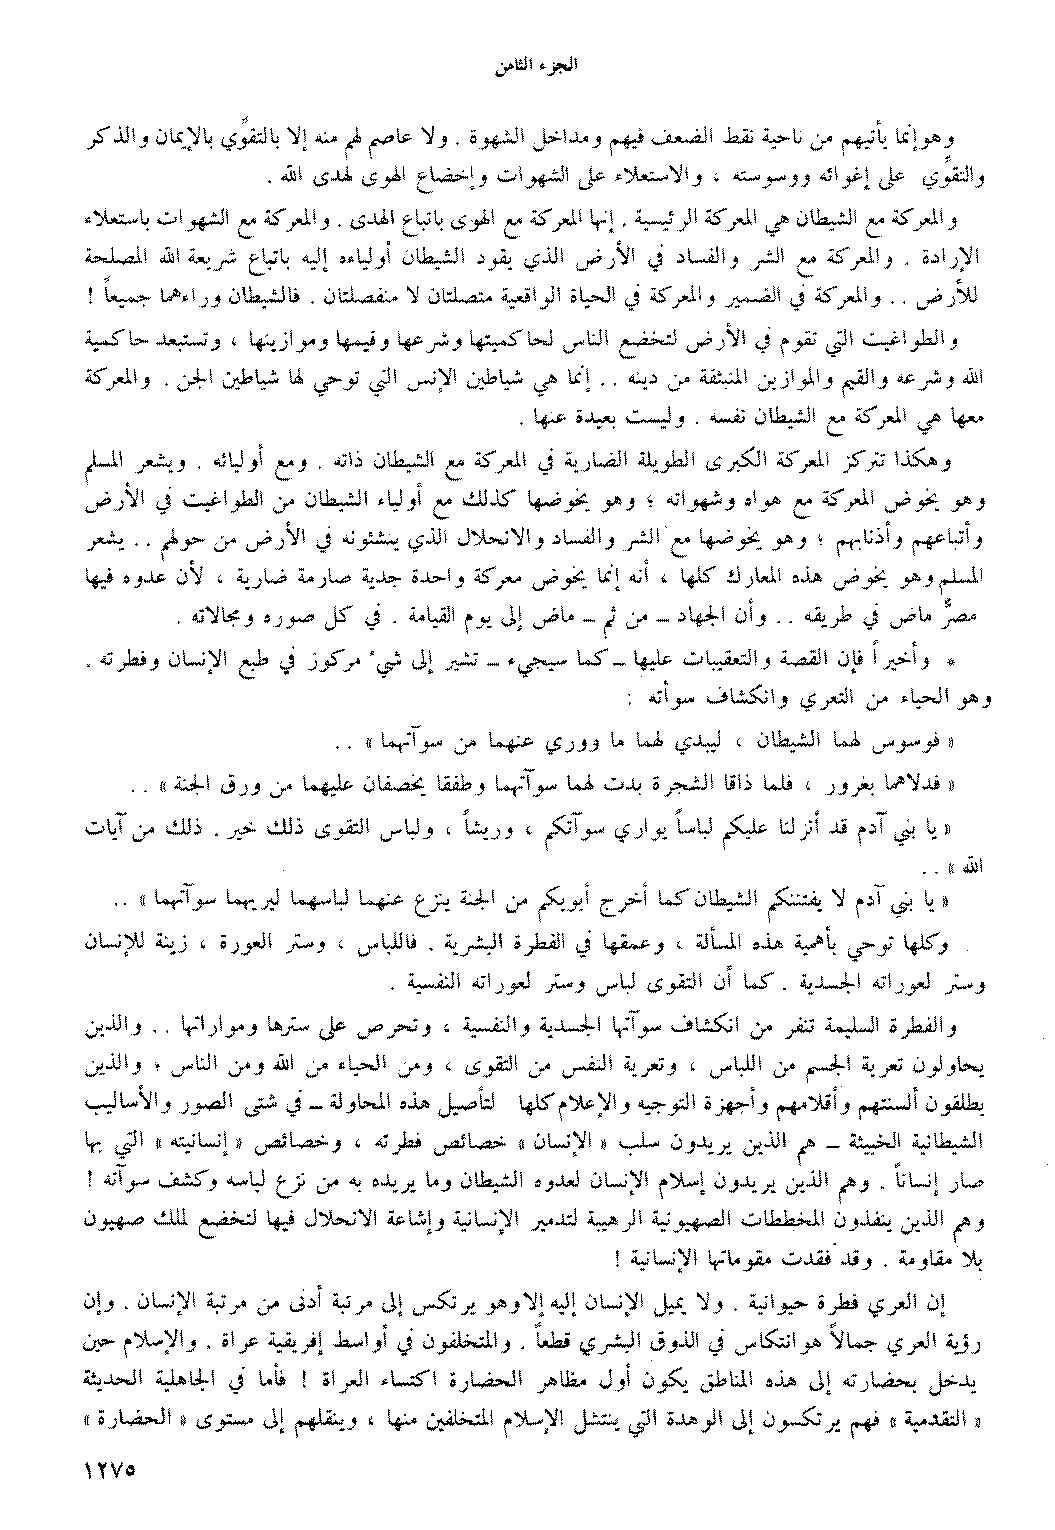 الجزء الثامن
وهو إنما يأتيهم من ناحية نقط الضعف فيهم ومداخل الشهوة . ولا عاصم لهم منه إلا بالتقوِّي بالإيمان والذكر
والتقوِّي على إغوائه ووسوسته ، والاستعلاء على الشهوات وإخضاع الهوى لهدى الله .
والمعركة مع الشيطان هي المعركة الرئيسية . إنها المعركة مع الهوى باتباع الهدى . والمعركة مع الشهوات باستعلاء
الإرادة . والمعركة مع الشر والفساد في الأرض الذي يقود الشيطان أولياءه إليه باتباع شريعة الله المصلحة
للأرض .. والمعركة في الضمير والمعركة في الحياة الواقعية متصلتان لا منفصلتان . فالشيطان وراءهما جميعاً !
والطواغيت التي تقوم في الأرض لتخضع الناس لحاكميتها وشرعها وقيمها وموازينها ، وتستبعد حاكمية
الله وشرعه والقيم والموازين المنبثقة من دينه .. إنما هي شياطين الإنس التي توحي لها شياطين الجن . والمعركة
معها هي المعركة مع الشيطان نفسه . وليست بعيدة عنها .
وهكذا تتركز المعركة الكبرى الطويلة الضارية في المعركة مع الشيطان ذاته . ومع أوليائه . ويشعر المسلم
وهو يخوض المعركة مع هواه وشهواته ؛ وهو يخوضها كذلك مع أولياء الشيطان من الطواغيت في الأرض
وأتباعهم وأذنابهم ؛ وهو يخوضها مع الشر والفساد والانحلال الذي ينشئونه في الأرض من حولهم .. يشعر
المسلم وهو يخوض هذه المعارك كلها ، أنه إنما يخوض معركة واحدة جدية صارمة ضارية ، لأن عدوه فيها
مصرٌّ ماض في طريقه .. وأن الجهاد – من ثم – ماض إلى يوم القيامة . في كل صوره ومجالاته .
* وأخيراً فإن القصة والتعقيبات عليها – كما سيجيء – تشير إلى شيء مركوز في طبع الإنسان وفطرته .
وهو الحياء من التعري وانكشاف سوأته :
« فوسوس لهما الشيطان ، ليبدي لهما ما ووري عنهما من سوآتهما » ..
« فدلاهما بغرور ، فلما ذاقا الشجرة بدت لهما سوآتهما وطفقا يخصفان عليهما من ورق الجنة » ..
« يا بني آدم قد أنزلنا عليكم لباساً يواري سوآتكم ، وريشاً ، ولباس التقوى ذلك خير . ذلك من آيات
الله » ..
« يا بني آدم لا يفتننكم الشيطان كما أخرج أبويكم من الجنة ينزع عنهما لباسهما ليريهما سوآتهما » ..
وكلها توحي بأهمية هذه المسألة ، وعمقها في الفطرة البشرية . فاللباس ، وستر العورة ، زينة للإنسان
وستر لعوراته الجسدية . كما أن التقوى لباس وستر لعوراته النفسية .
والفطرة السليمة تنفر من انكشاف سوآتها الجسدية والنفسية ، وتحرص على سترها ومواراتها .. والذين
يحاولون تعرية الجسم من اللباس ، وتعرية النفس من التقوى ، ومن الحياء من الله ومن الناس ؛ والذين
يطلقون ألسنتهم وأقلامهم وأجهزة التوجيه والإعلام كلها لتأصيل هذه المحاولة – في شتى الصور والأساليب
الشيطانية الخبيثة – هم الذين يريدون سلب « الإنسان » خصائص فطرته ، وخصائص « إنسانيته » التي بها
صار إنساناً . وهم الذين يريدون إسلام الإنسان لعدوه الشيطان وما يريده به من نزع لباسه وكشف سوآته !
وهم الذين ينفذون المخططات الصهيونية الرهيبة لتدمير الإنسانية وإشاعة الانحلال فيها لتخضع لملك صهيون
بلا مقاومة . وقد فقدت مقوماتها الإنسانية !
إن العري فطرة حيوانية . ولا يميل الإنسان إليه إلا وهو يرتكس إلى مرتبة أدنى من مرتبة الإنسان . وإن
رؤية العري جمالاً هو انتكاس في الذوق البشري قطعاً . والمتخلفون في أواسط إفريقية عراة . والإسلام حين
يدخل بحضارته إلى هذه المناطق يكون أول مظاهر الحضارة اكتساء العراة ! فأما في الجاهلية الحديثة
« التقدمية » فهم يرتكسون إلى الوهدة التي ينتشل الإسلام المتخلفين منها ، وينقلهم إلى مستوى « الحضارة »
١٢٧٥